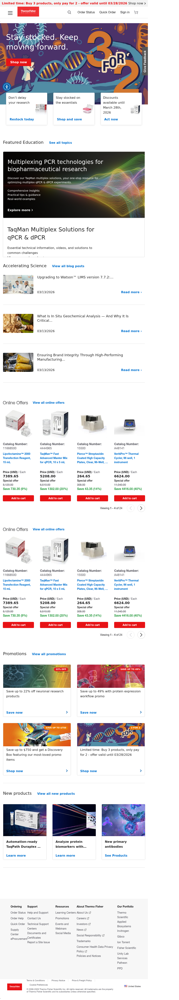 Limited time: Buy 3 products, only pay for 2 - offer valid until 03/28/2026 Shop now
ThermoFisher
SCIENTIFIC
Order Status
Quick Order
Sign in
Stay stocked. Keep
moving forward.
Shop now
3 FOR 2
Give Feedback
Don’t delay
your research
Restock today
Stay stocked on
the essentials
Shop and save
Discounts
available until
March 28th,
2026
Act now
Featured Education
See all topics
Multiplexing PCR technologies for
biopharmaceutical research
Discover our TaqMan multiplex solutions, your one-stop resource for
optimizing multiplex qPCR & dPCR experiments.
Comprehensive insights
Practical tips & guidance
Real-world examples
Explore more
TaqMan Multiplex Solutions for
qPCR & dPCR
Essential technical information, videos, and solutions to
common challenges
Accelerating Science
View all blog posts
Upgrading to Watson™ LIMS version 7.7.2:...
03/13/2026
Read more ›
What Is In Situ Geochemical Analysis — And Why It Is
Critical...
03/13/2026
Read more ›
Ensuring Brand Integrity Through High-Performing
Manufacturing...
03/13/2026
Read more ›
Online Offers
View all online offers
Catalog Number:
11668500
Lipofectamine™ 2000
Transfection Reagent,
15 mL
Price (USD) / Each
7389.65
Special offer
8,120.00
Save 730.35 (9%)
Add to cart
Catalog Number:
4444965
TaqMan™ Fast
Advanced Master Mix
for qPCR, 10 x 5 mL
Price (USD) / Each
5208.00
Special offer
6,510.00
Save 1302.00 (20%)
Add to cart
Catalog Number:
15500
Pierce™ Streptavidin
Coated High Capacity
Plates, Clear, 96-Well, ...
Price (USD) / Each
264.65
Special offer
308.00
Save 43.35 (14%)
Add to cart
Catalog Number:
A48141
VeritiPro™ Thermal
Cycler, 96 well, 1
instrument
Price (USD) / Each
6624.00
Special offer
11,040.00
Save 4416.00 (40%)
Add to cart
Viewing 1 - 4 of 24
Online Offers
View all online offers
Catalog Number:
11668500
Lipofectamine™ 2000
Transfection Reagent,
15 mL
Price (USD) / Each
7389.65
Special offer
8,120.00
Save 730.35 (9%)
Add to cart
Catalog Number:
4444965
TaqMan™ Fast
Advanced Master Mix
for qPCR, 10 x 5 mL
Price (USD) / Each
5208.00
Special offer
6,510.00
Save 1302.00 (20%)
Add to cart
Catalog Number:
15500
Pierce™ Streptavidin
Coated High Capacity
Plates, Clear, 96-Well, ...
Price (USD) / Each
264.65
Special offer
308.00
Save 43.35 (14%)
Add to cart
Catalog Number:
A48141
VeritiPro™ Thermal
Cycler, 96 well, 1
instrument
Price (USD) / Each
6624.00
Special offer
11,040.00
Save 4416.00 (40%)
Add to cart
Viewing 1 - 4 of 24
Promotions
View all promotions
22% OFF
Save up to 22% off neuronal research
products
Save now
SAVE UP TO 49%
Save up to 49% with protein expression
workflow promo
Save now
SAVE UP TO $750
Save up to $750 and get a Discovery
Box featuring our most-loved promo
items
Shop now
3 FOR 2
3 FOR 2
Limited time: Buy 3 products, only pay
for 2 - offer valid until 03/28/2026
Shop now
New products
View all new products
Automation-ready
TaqPath Duraplex ...
Learn more
Analyze protein
biomarkers with...
Learn more
New primary
antibodies
See Products
Ordering
Order Status
Order Help
Quick Order
Supply
Center
eProcurement
Support
Help and Support
Contact Us
Technical Support
Centers
Documents and
Certificates
Report a Site Issue
Resources
Learning Centers
Promotions
Events and
Webinars
Social Media
About Thermo Fisher
About Us
Careers
Investors
News
Social Responsibility
Trademarks
Consumer Health Data Privacy
Policy
Policies and Notices
Our Portfolio
Thermo
Scientific
Applied
Biosystems
Invitrogen
Gibco
Ion Torrent
Fisher Scientific
Unity Lab
Services
Patheon
PPD
ThermoFisher
SCIENTIFIC
Terms & Conditions
Privacy Notice
Price & Freight Policy
Cookie Preferences
© 2006-2026 Thermo Fisher Scientific Inc. All rights reserved. All trademarks are the property
of Thermo Fisher Scientific and its subsidiaries unless otherwise specified.
United States